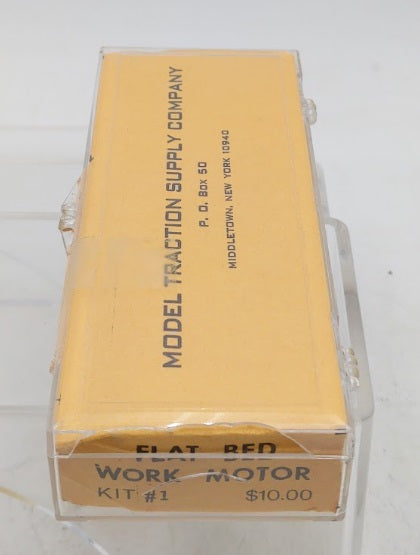 MODEL TRACTION SUPPLY COMPANY
P. O. Box 50
MIDDLETOWN, NEW YORK 10940
FLAT BED
WORK MOTOR
KIT #1 $10.00